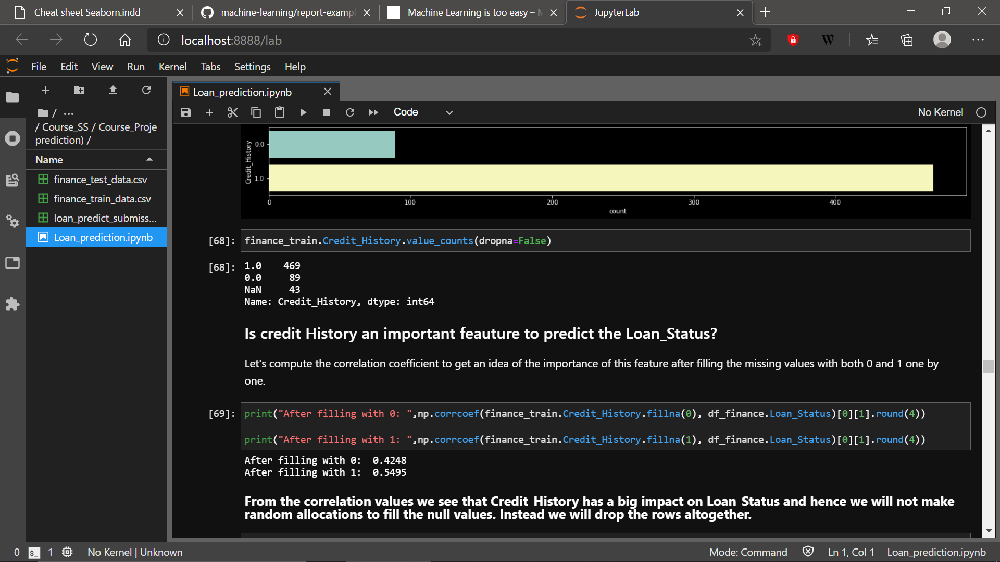 Cheat sheet Seaborn.indd
machine-learning/report-exampl
Machine Learning is too easy – M
JupyterLab
localhost:8888/lab
W
File Edit View Run Kernel Tabs Settings Help
/ ...
/ Course_SS / Course_Proje
prediction) /
Name
finance_test_data.csv
finance_train_data.csv
loan_predict_submiss...
Loan_prediction.ipynb
Loan_prediction.ipynb
Code
No Kernel
Credit_History
0.0
1.0
0 100 200 300 400
count
[68]: finance_train.Credit_History.value_counts(dropna=False)
[68]: 1.0 469
0.0 89
NaN 43
Name: Credit_History, dtype: int64
Is credit History an important feauture to predict the Loan_Status?
Let's compute the correlation coefficient to get an idea of the importance of this feature after filling the missing values with both 0 and 1 one by
one.
[69]: print("After filling with 0: ",np.corrcoef(finance_train.Credit_History.fillna(0), df_finance.Loan_Status)[0][1].round(4))
print("After filling with 1: ",np.corrcoef(finance_train.Credit_History.fillna(1), df_finance.Loan_Status)[0][1].round(4))
After filling with 0: 0.4248
After filling with 1: 0.5495
From the correlation values we see that Credit_History has a big impact on Loan_Status and hence we will not make
random allocations to fill the null values. Instead we will drop the rows altogether.
0 $_ 1 No Kernel | Unknown
Mode: Command Ln 1, Col 1 Loan_prediction.ipynb